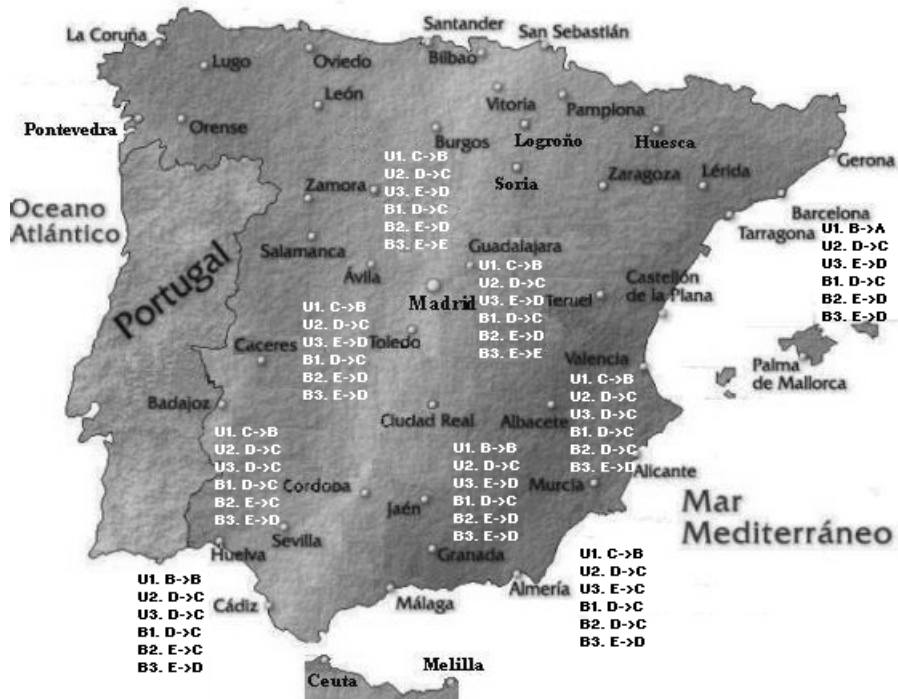 Santander
La Coruña
San Sebastián
Lugo
Oviedo
Bilbao
León
Vitoria
Pamplona
Pontevedra
Orense
Burgos
Logroño
Huesca
Gerona
U1. C->B
U2. D->C
U3. E->D
B1. D->C
B2. E->D
B3. E->E
Zamora
Soria
Zaragoza
Lérida
Oceano
Atlántico
Barcelona
Tarragona
U1. B->A
U2. D->C
U3. E->D
B1. D->C
B2. E->D
B3. E->D
Salamanca
Guadalajara
Portugal
Ávila
U1. C->B
U2. D->C
U3. E->D
B1. D->C
B2. E->D
B3. E->E
Castellón
de la Plana
Madrid
Teruel
U1. C->B
U2. D->C
U3. E->D
B1. D->C
B2. E->D
B3. E->D
Toledo
Caceres
Valencia
Palma
de Mallorca
U1. C->B
U2. D->C
U3. D->C
B1. D->C
B2. D->C
B3. E->D
Badajoz
Ciudad Real
Albacete
U1. C->B
U2. D->C
U3. D->C
B1. D->C
B2. E->C
B3. E->D
U1. B->B
U2. D->C
U3. E->D
B1. D->C
B2. E->D
B3. E->D
Alicante
Cordoba
Murcia
Jaén
Mar
Mediterráneo
Huelva
Sevilla
Granada
U1. B->B
U2. D->C
U3. D->C
B1. D->C
B2. E->C
B3. E->D
Cádiz
Málaga
Almería
U1. C->B
U2. D->C
U3. E->C
B1. D->C
B2. D->C
B3. E->D
Ceuta
Melilla